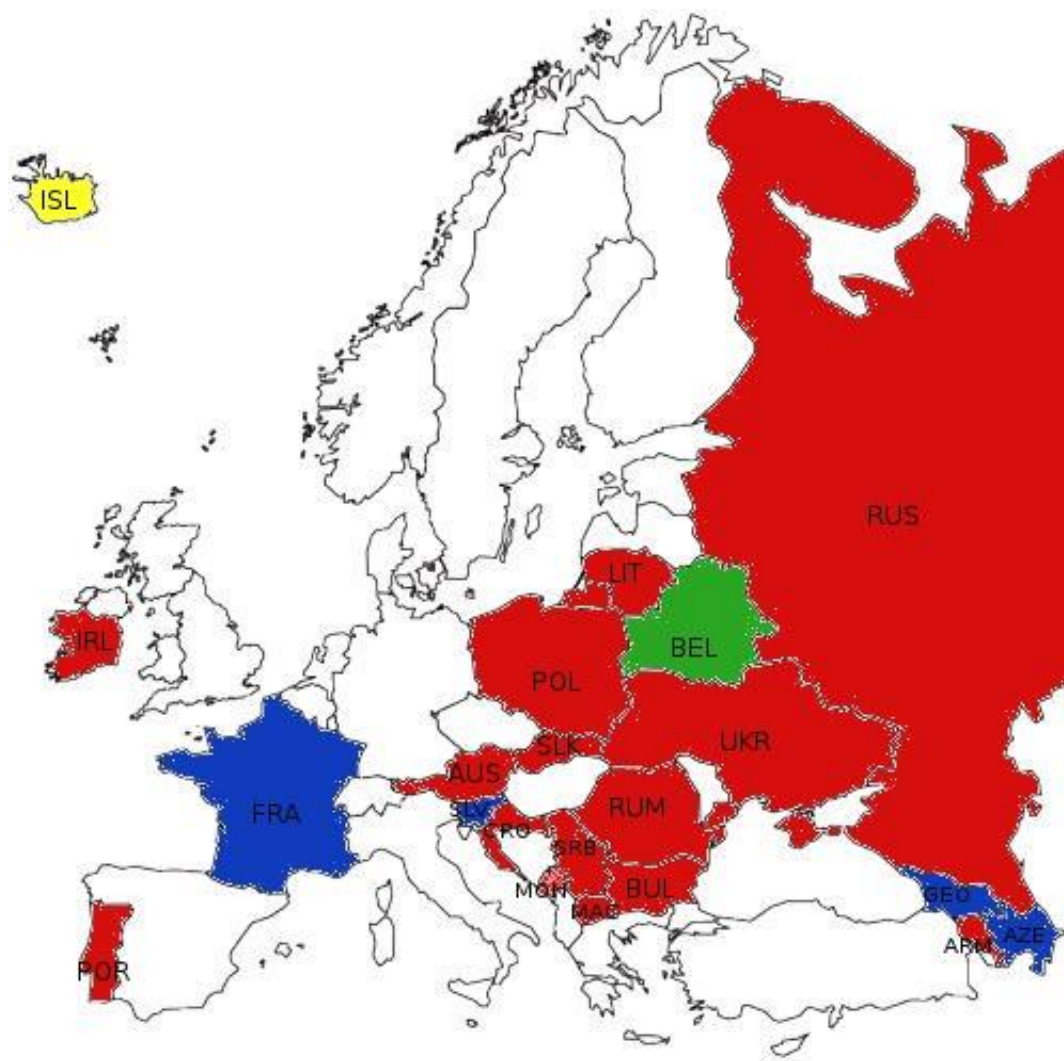 ISL
RUS
LIT
IRL
BEL
POL
UKR
SLK
AUS
RUM
FRA
SLV
CRO
SRB
MON
BUL
GEO
MAC
AZE
ARM
POR